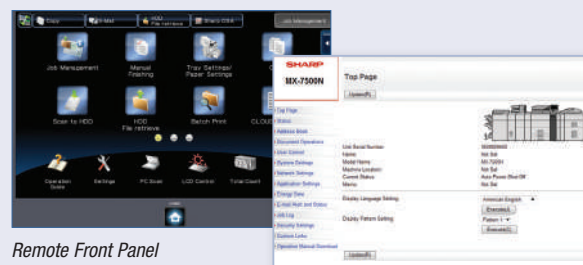 Copy
E-Mail
HDD
File retrieve
Sharp OSA
Job Management
Job Management
Manual
Finishing
Tray Settings/
Paper Settings
Scan to HDD
HDD
File retrieve
Batch Print
CLOUD
Operation
Guide
Settings
PC Scan
LCD Control
Total Count
Remote Front Panel
SHARP
MX-7500N
Top Page
Update(R)
Top Page
Status
Address Book
Document Operations
User Control
System Settings
Network Settings
Application Settings
Energy Data
E-mail Alert and Status
Job Log
Security Settings
Custom Links
Operation Manual Download
Unit Serial Number:
Name:
Not Set
Model Name:
MX-7500N
Machine Location:
Not Set
Current Status:
Auto Power Shut-Off
Memo:
Not Set
Display Language Setting:
American English
Execute(L)
Display Pattern Setting:
Pattern 1
Execute(C)
Update(R)